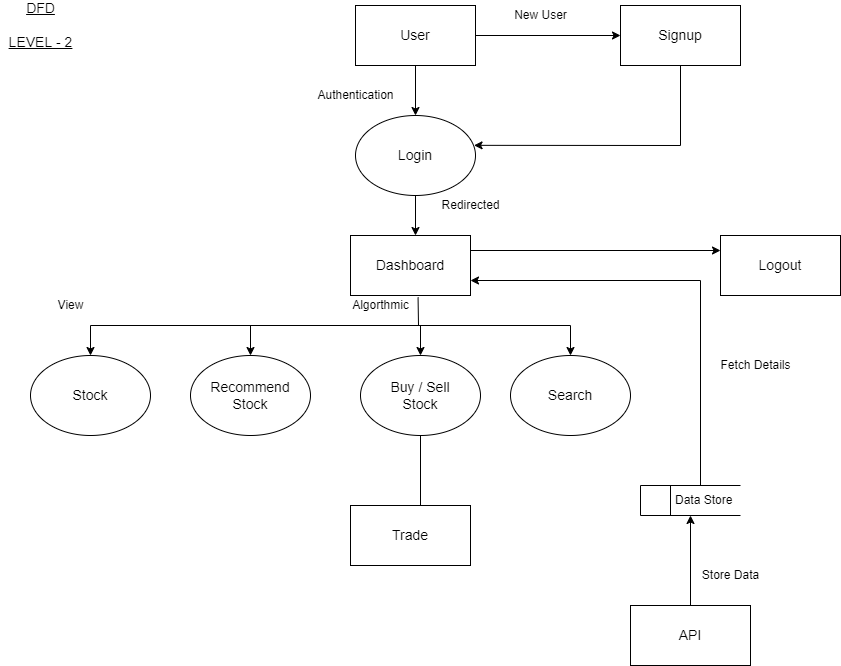 DFD
LEVEL - 2
User
New User
Signup
Authentication
Login
Redirected
Dashboard
Logout
View
Algorthmic
Stock
Recommend
Stock
Buy / Sell
Stock
Search
Fetch Details
Data Store
Trade
Store Data
API